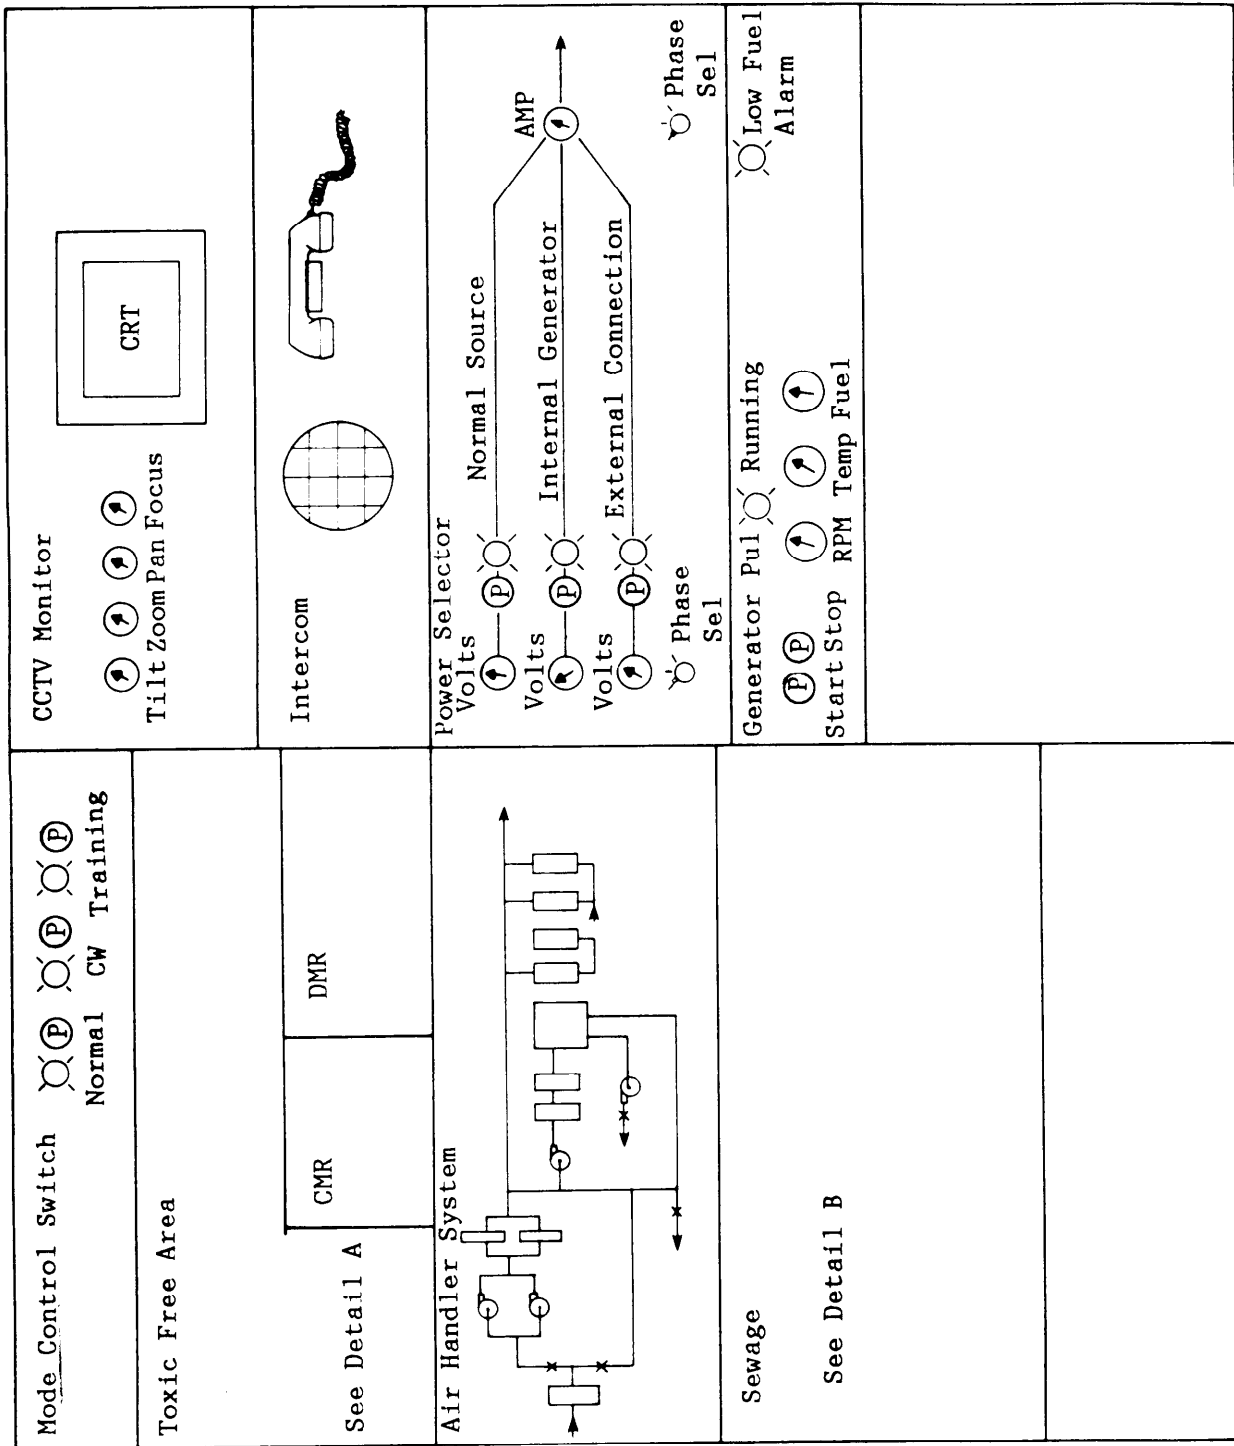 Mode Control Switch
P P P
Normal CW Training
Toxic Free Area
CMR
DMR
See Detail A
Air Handler System
Sewage
See Detail B
CCTV Monitor
CRT
Tilt Zoom Pan Focus
Intercom
Power Selector
Volts P Normal Source
AMP
Volts P Internal Generator
Volts P External Connection
Phase
Sel
Phase
Sel
Generator Pul Running
Low Fuel
Alarm
P P
Start Stop RPM Temp Fuel